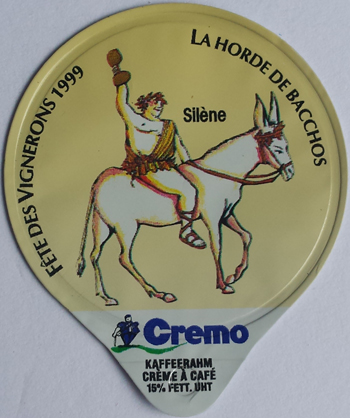 FÊTE DES VIGNERONS 1999
LA HORDE DE BACCHOS
Silène
Cremo
KAFFEERAHM
CRÈME À CAFÉ
15% FETT. UHT